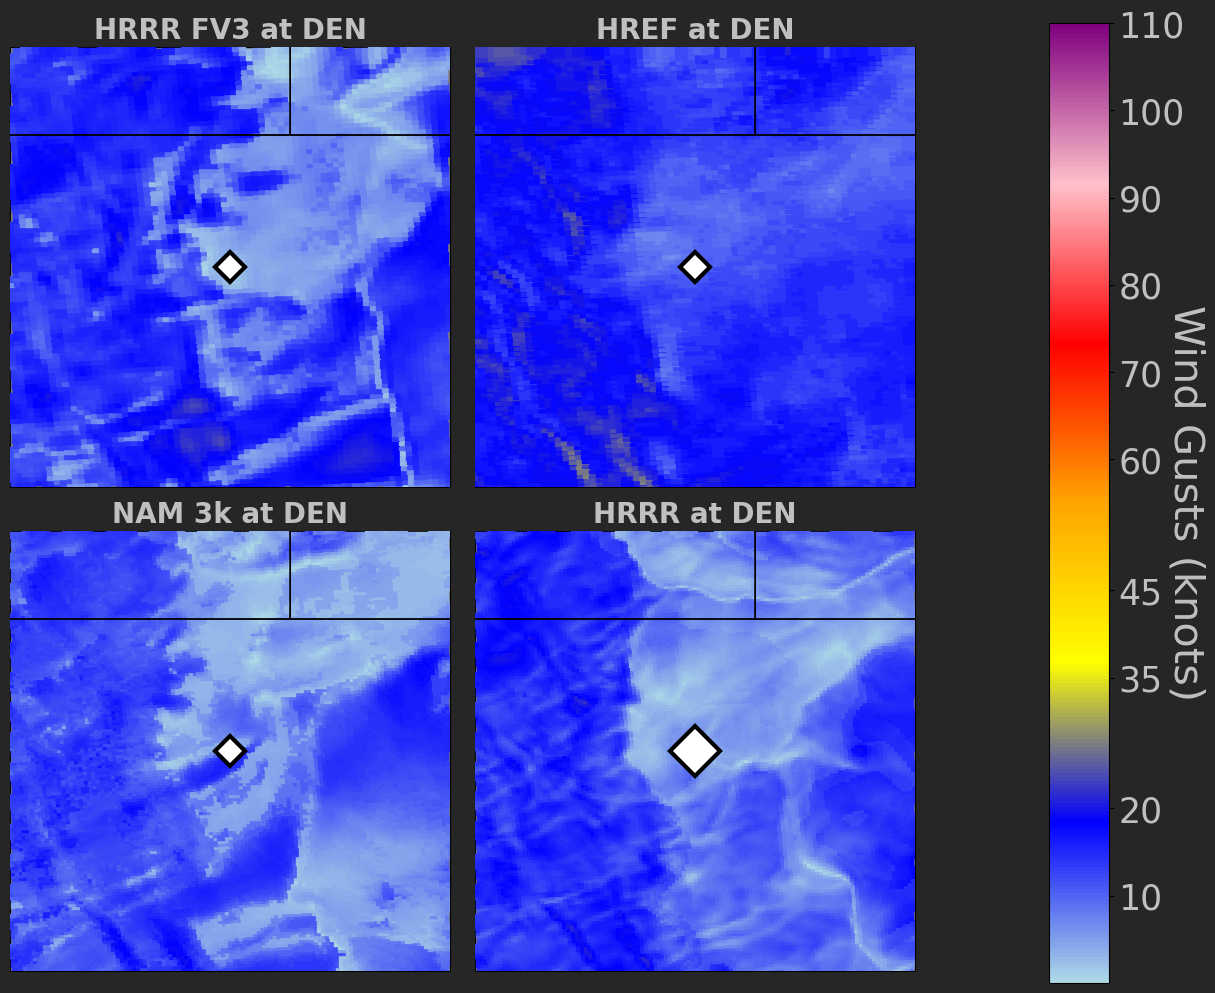 HRRR FV3 at DEN
HREF at DEN
NAM 3k at DEN
HRRR at DEN
110
100
90
80
70
60
45
35
20
10
Wind Gusts (knots)